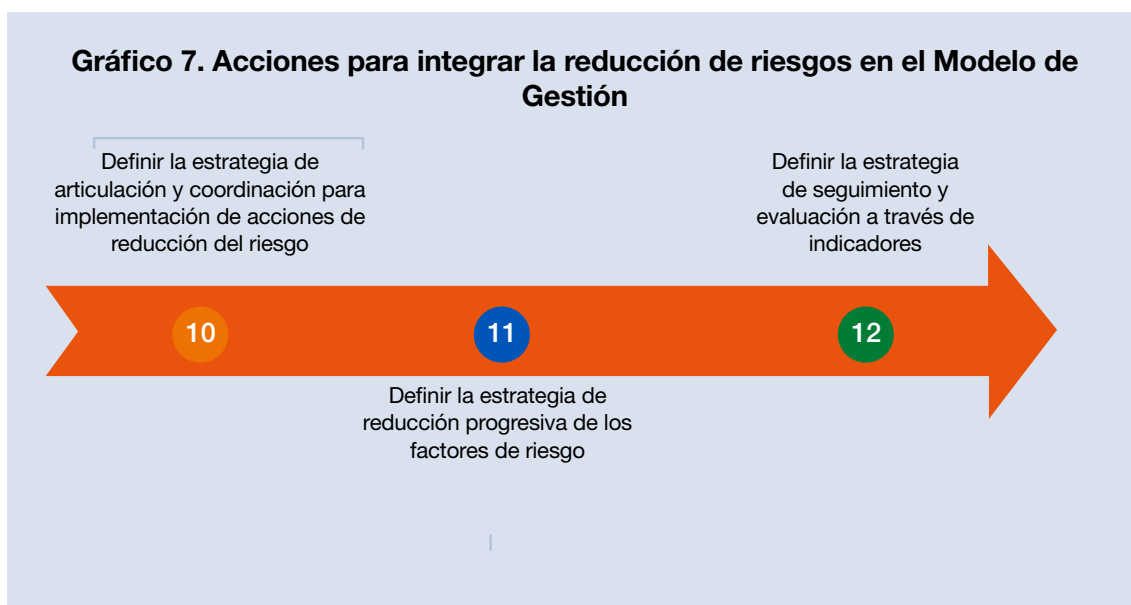 Gráfico 7. Acciones para integrar la reducción de riesgos en el Modelo de
Gestión
Definir la estrategia de
articulación y coordinación para
implementación de acciones de
reducción del riesgo
Definir la estrategia
de seguimiento y
evaluación a través de
indicadores
10
11
12
Definir la estrategia de
reducción progresiva de los
factores de riesgo